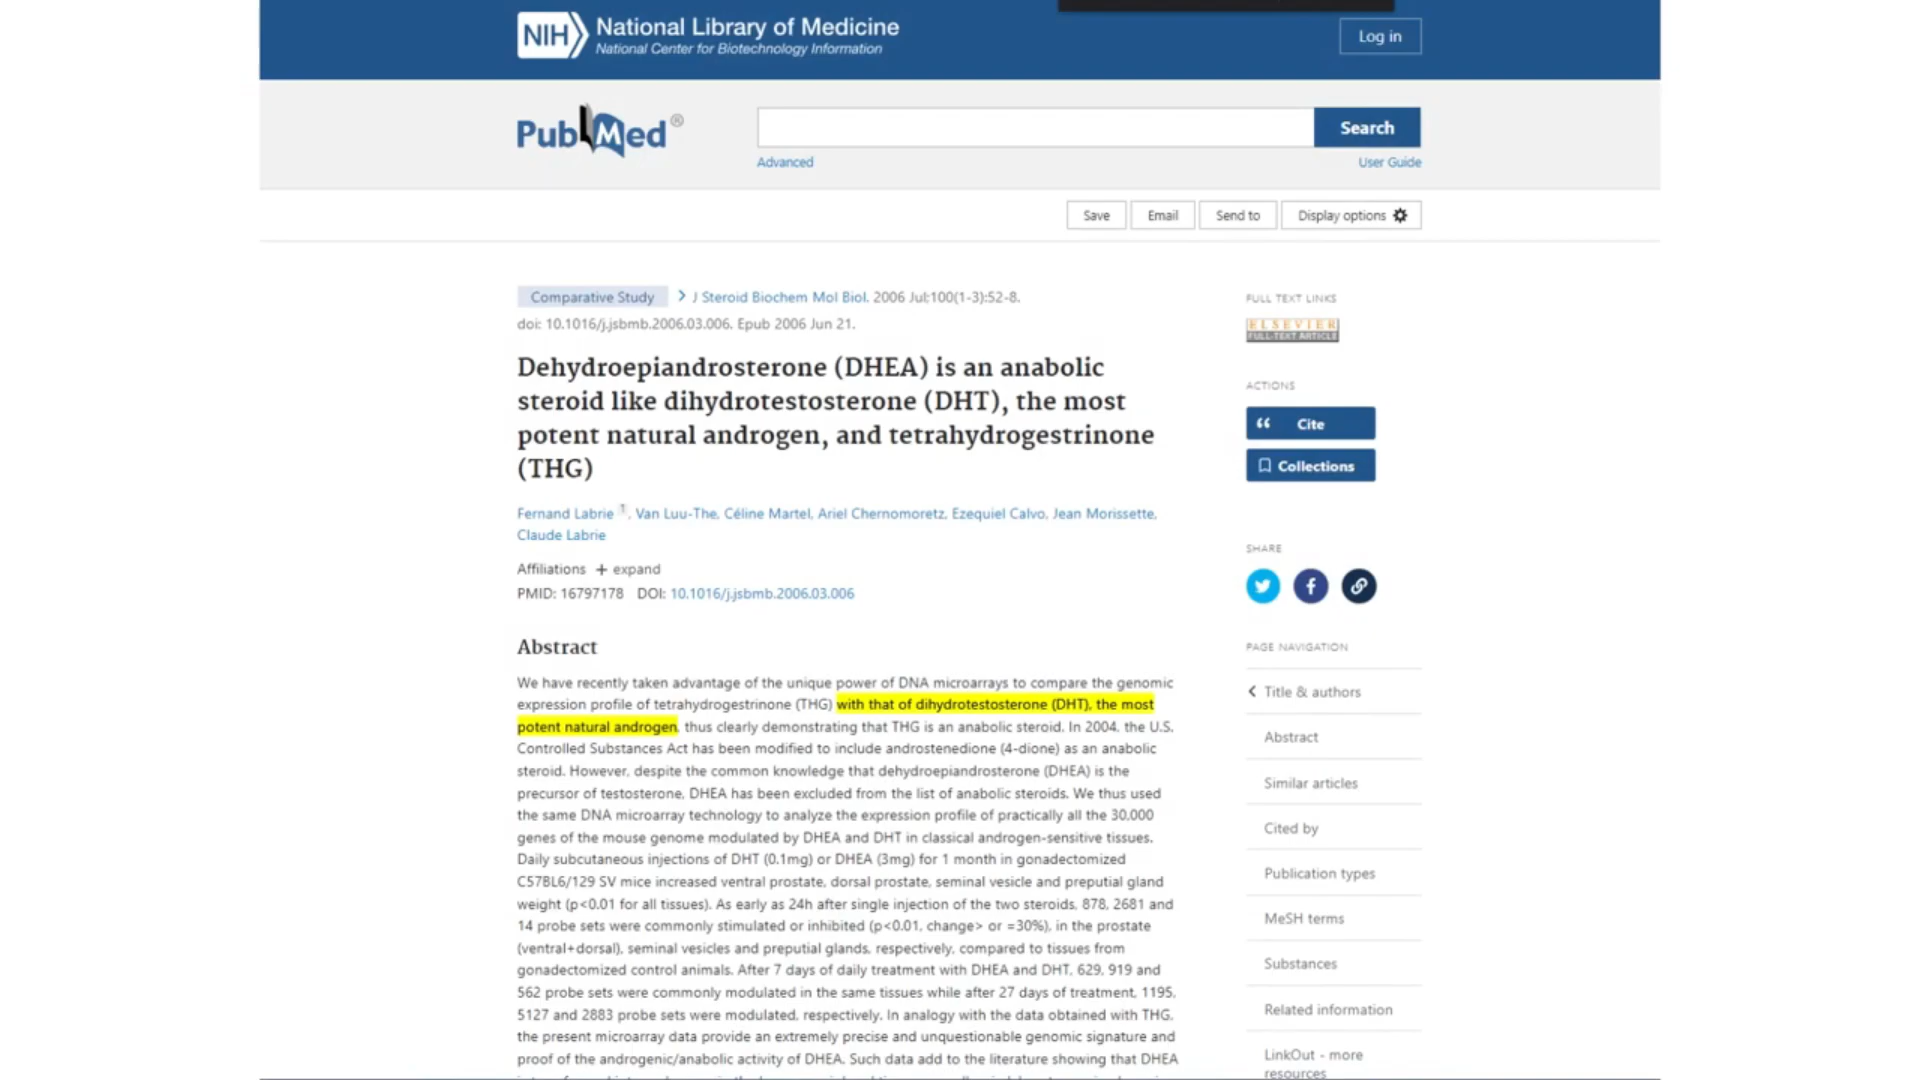 NIH National Library of Medicine
National Center for Biotechnology Information
Log in
PubMed®
Search
Advanced
User Guide
Save
Email
Send to
Display options
Comparative Study
J Steroid Biochem Mol Biol. 2006 Jul;100(1-3):52-8.
doi: 10.1016/j.jsbmb.2006.03.006. Epub 2006 Jun 21.
Dehydroepiandrosterone (DHEA) is an anabolic
steroid like dihydrotestosterone (DHT), the most
potent natural androgen, and tetrahydrogestrinone
(THG)
Fernand Labrie 1, Van Luu-The, Céline Martel, Ariel Chernomoretz, Ezequiel Calvo, Jean Morissette,
Claude Labrie
Affiliations + expand
PMID: 16797178 DOI: 10.1016/j.jsbmb.2006.03.006
Abstract
We have recently taken advantage of the unique power of DNA microarrays to compare the genomic
expression profile of tetrahydrogestrinone (THG) with that of dihydrotestosterone (DHT), the most
potent natural androgen, thus clearly demonstrating that THG is an anabolic steroid. In 2004, the U.S.
Controlled Substances Act has been modified to include androstenedione (4-dione) as an anabolic
steroid. However, despite the common knowledge that dehydroepiandrosterone (DHEA) is the
precursor of testosterone, DHEA has been excluded from the list of anabolic steroids. We thus used
the same DNA microarray technology to analyze the expression profile of practically all the 30,000
genes of the mouse genome modulated by DHEA and DHT in classical androgen-sensitive tissues.
Daily subcutaneous injections of DHT (0.1mg) or DHEA (3mg) for 1 month in gonadectomized
C57BL6/129 SV mice increased ventral prostate, dorsal prostate, seminal vesicle and preputial gland
weight (p<0.01 for all tissues). As early as 24h after single injection of the two steroids, 878, 2681 and
14 probe sets were commonly stimulated or inhibited (p<0.01, change> or =30%), in the prostate
(ventral+dorsal), seminal vesicles and preputial glands, respectively, compared to tissues from
gonadectomized control animals. After 7 days of daily treatment with DHEA and DHT, 629, 919 and
562 probe sets were commonly modulated in the same tissues while after 27 days of treatment, 1195,
5127 and 2883 probe sets were modulated, respectively. In analogy with the data obtained with THG,
the present microarray data provide an extremely precise and unquestionable genomic signature and
proof of the androgenic/anabolic activity of DHEA. Such data add to the literature showing that DHEA
FULL TEXT LINKS
ELSEVIER
FULL-TEXT ARTICLE
ACTIONS
Cite
Collections
SHARE
PAGE NAVIGATION
Title & authors
Abstract
Similar articles
Cited by
Publication types
MeSH terms
Substances
Related information
LinkOut - more
resources